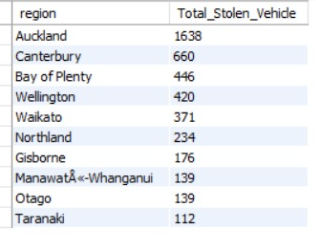 region Total_Stolen_Vehicle
Auckland 1638
Canterbury 660
Bay of Plenty 446
Wellington 420
Waikato 371
Northland 234
Gisborne 176
ManawatÅ«-Whanganui 139
Otago 139
Taranaki 112